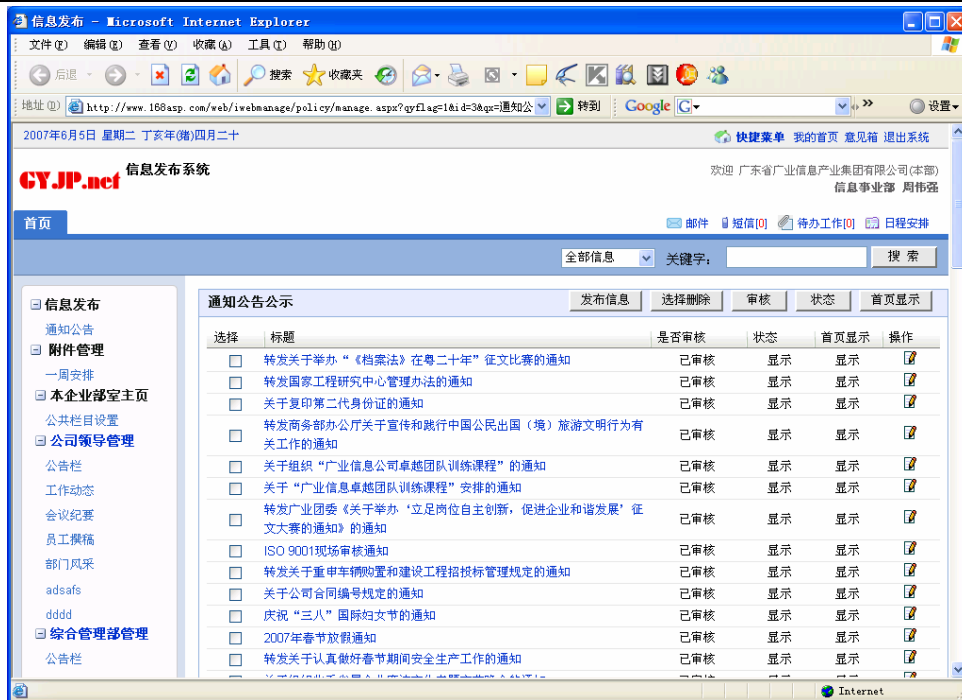 信息发布 - Microsoft Internet Explorer
文件(F) 编辑(E) 查看(V) 收藏(A) 工具(T) 帮助(H)
后退 搜索 收藏夹
地址(D) http://www.168asp.com/web/iwebmanage/policy/manage.aspx?qyflag=1&id=3&qx=通知公 转到 Google G 设置
2007年6月5日 星期二 丁亥年(猪)四月二十 快捷菜单 我的首页 意见箱 退出系统
GYJP.net 信息发布系统 欢迎 广东省广业信息产业集团有限公司(本部)
信息事业部 周伟强
首页 邮件 短信[0] 待办工作[0] 日程安排
全部信息 关键字: 搜 索
信息发布
通知公告
附件管理
一周安排
本企业部室主页
公共栏目设置
公司领导管理
公告栏
工作动态
会议纪要
员工撰稿
部门风采
adsafs
dddd
综合管理部管理
公告栏
通知公告公示 发布信息 选择删除 审核 状态 首页显示
选择 标题 是否审核 状态 首页显示 操作
转发关于举办“《档案法》在粤二十年”征文比赛的通知 已审核 显示 显示
转发国家工程研究中心管理办法的通知 已审核 显示 显示
关于复印第二代身份证的通知 已审核 显示 显示
转发商务部办公厅关于宣传和践行中国公民出国(境)旅游文明行为有
关工作的通知 已审核 显示 显示
关于组织“广业信息公司卓越团队训练课程”的通知 已审核 显示 显示
关于“广业信息卓越团队训练课程”安排的通知 已审核 显示 显示
转发广业团委《关于举办‘立足岗位自主创新,促进企业和谐发展’征
文大赛的通知》的通知 已审核 显示 显示
ISO 9001现场审核通知 已审核 显示 显示
转发关于重申车辆购置和建设工程招投标管理规定的通知 已审核 显示 显示
关于公司合同编号规定的通知 已审核 显示 显示
庆祝“三八”国际妇女节的通知 已审核 显示 显示
2007年春节放假通知 已审核 显示 显示
转发关于认真做好春节期间安全生产工作的通知 已审核 显示 显示
Internet